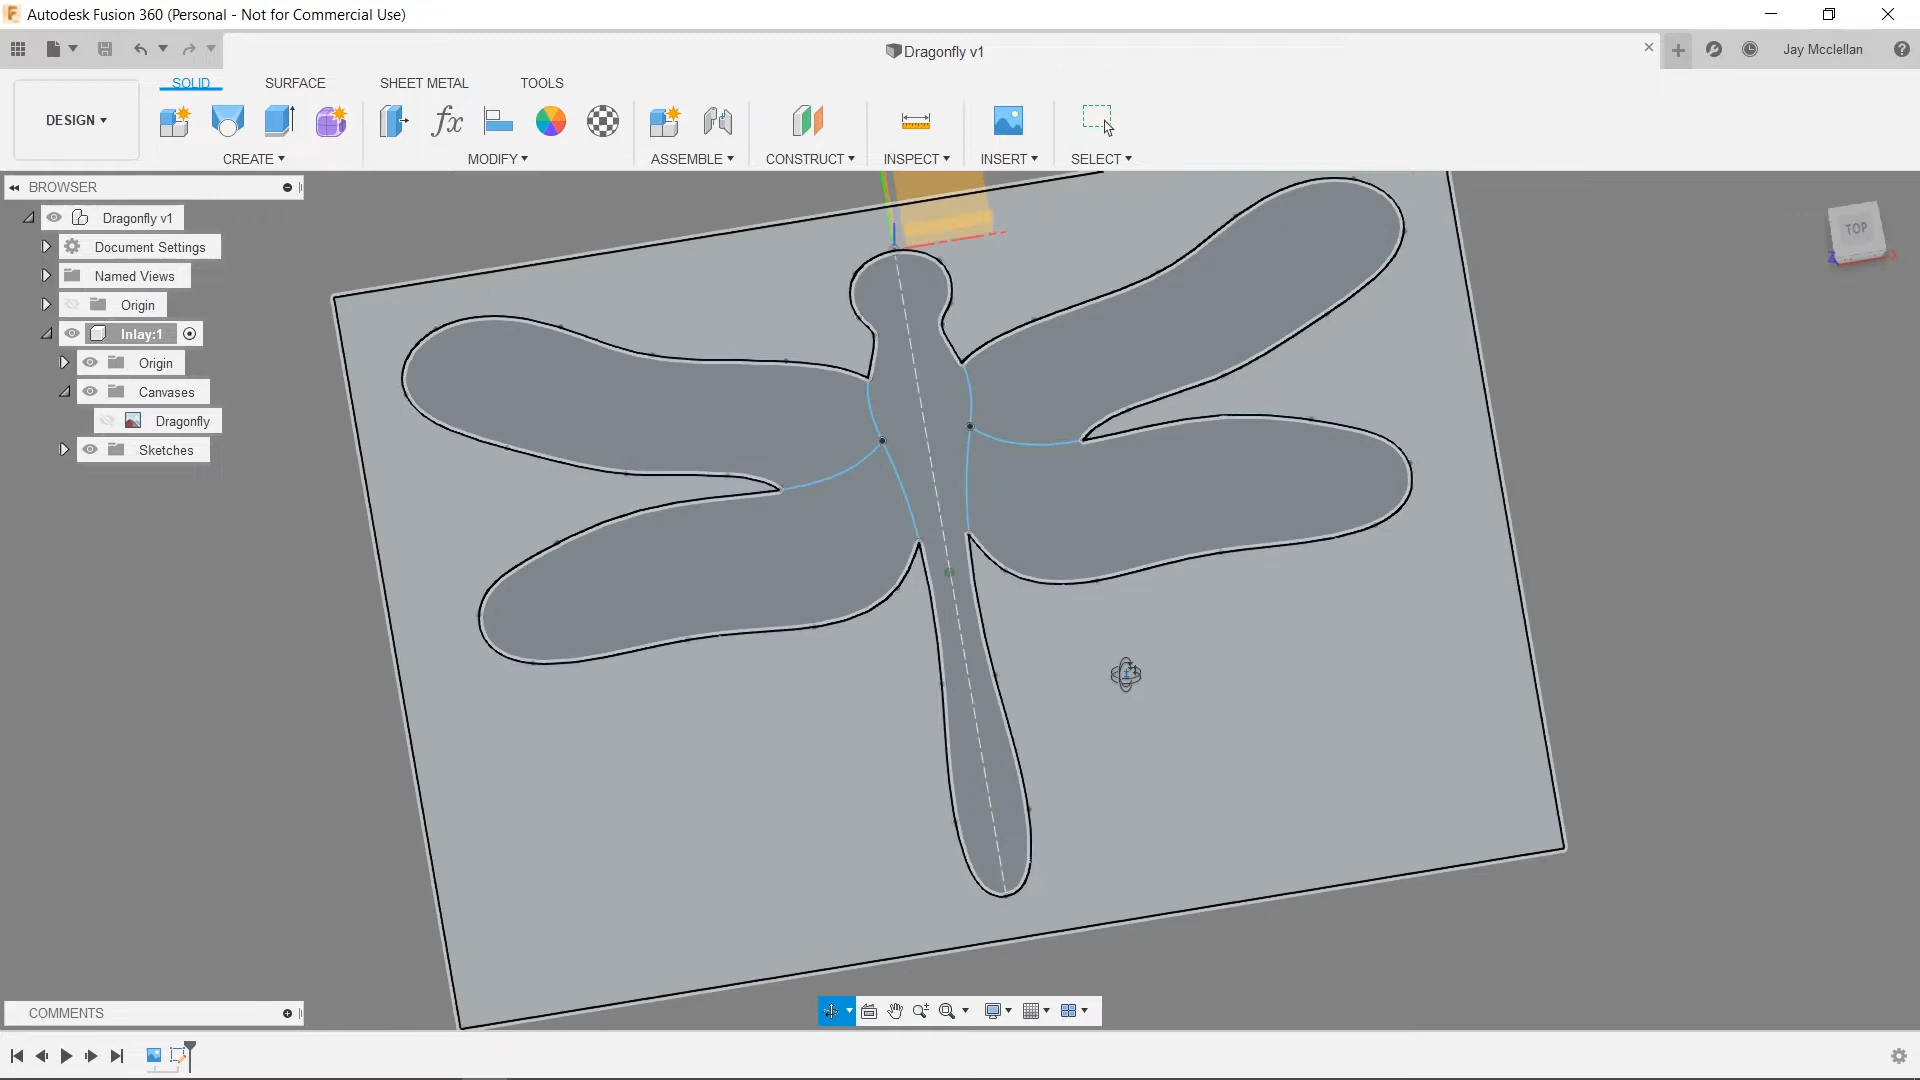 Autodesk Fusion 360 (Personal - Not for Commercial Use)
Dragonfly v1
Jay Mcclellan
SOLID
SURFACE
SHEET METAL
TOOLS
DESIGN
fx
CREATE
MODIFY
ASSEMBLE
CONSTRUCT
INSPECT
INSERT
SELECT
BROWSER
Dragonfly v1
Document Settings
Named Views
Origin
Inlay:1
Origin
Canvases
Dragonfly
Sketches
TOP
Z
X
COMMENTS